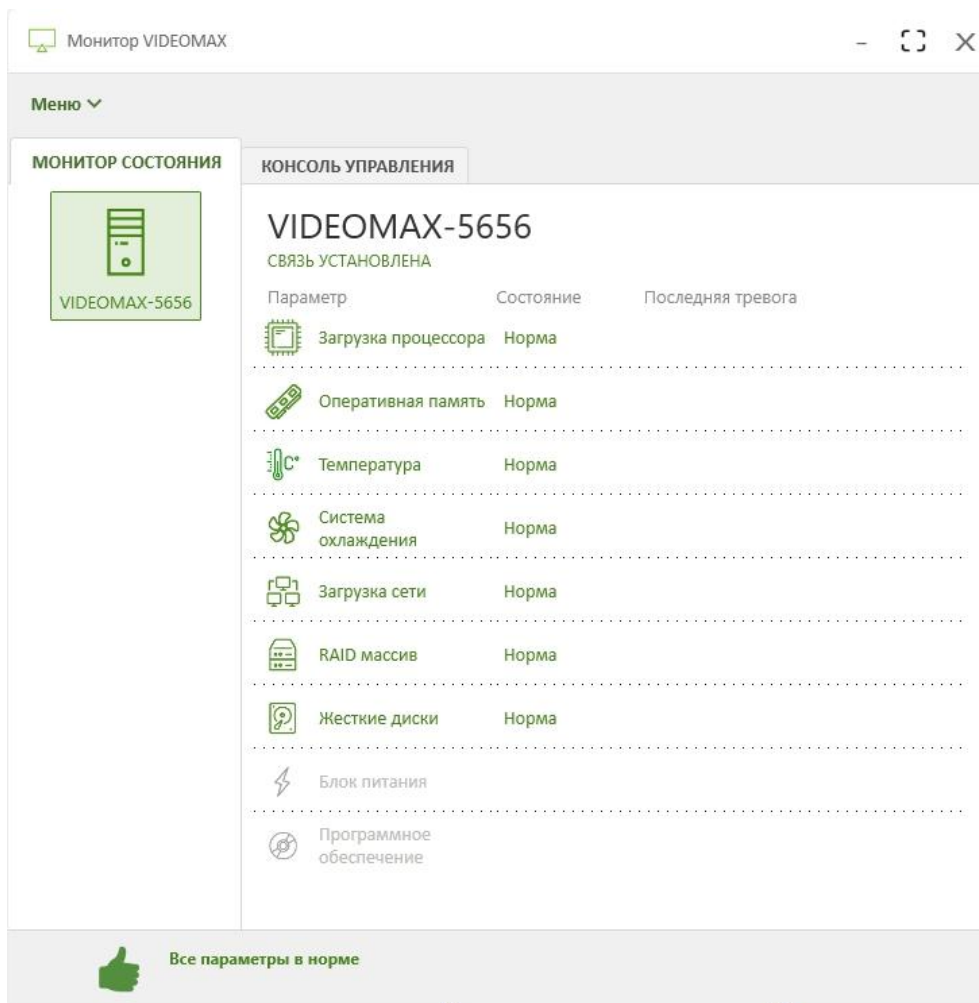 Монитор VIDEOMAX
Меню
МОНИТОР СОСТОЯНИЯ
КОНСОЛЬ УПРАВЛЕНИЯ
VIDEOMAX-5656
VIDEOMAX-5656
СВЯЗЬ УСТАНОВЛЕНА
Параметр Состояние Последняя тревога
Загрузка процессора Норма
Оперативная память Норма
C° Температура Норма
Система
охлаждения Норма
Загрузка сети Норма
RAID массив Норма
Жесткие диски Норма
Блок питания
Программное
обеспечение
Все параметры в норме